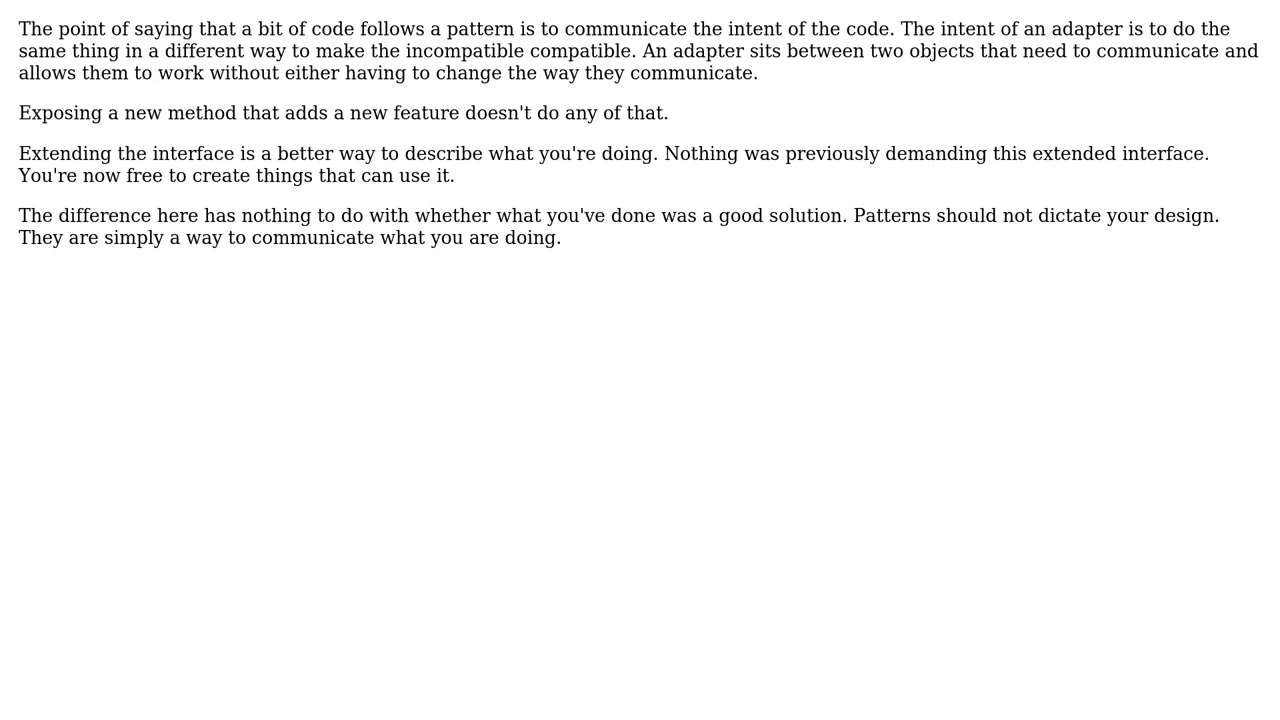 The point of saying that a bit of code follows a pattern is to communicate the intent of the code. The intent of an adapter is to do the
same thing in a different way to make the incompatible compatible. An adapter sits between two objects that need to communicate and
allows them to work without either having to change the way they communicate.
Exposing a new method that adds a new feature doesn't do any of that.
Extending the interface is a better way to describe what you're doing. Nothing was previously demanding this extended interface.
You're now free to create things that can use it.
The difference here has nothing to do with whether what you've done was a good solution. Patterns should not dictate your design.
They are simply a way to communicate what you are doing.